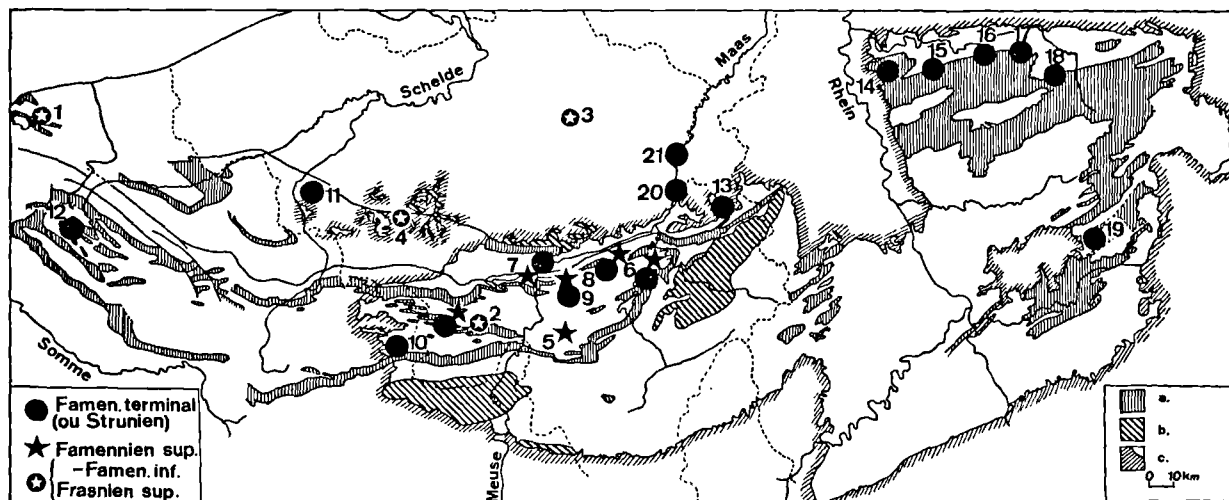 Schelde
Maas
Rhein
Somme
Meuse
1
2
3
4
5
6
7
8
9
10
11
12
13
14
15
16
18
19
20
21
Famen. terminal
(ou Strunien)
Famennien sup.
-Famen. inf.
Frasnien sup.
a.
b.
c.
0 10km